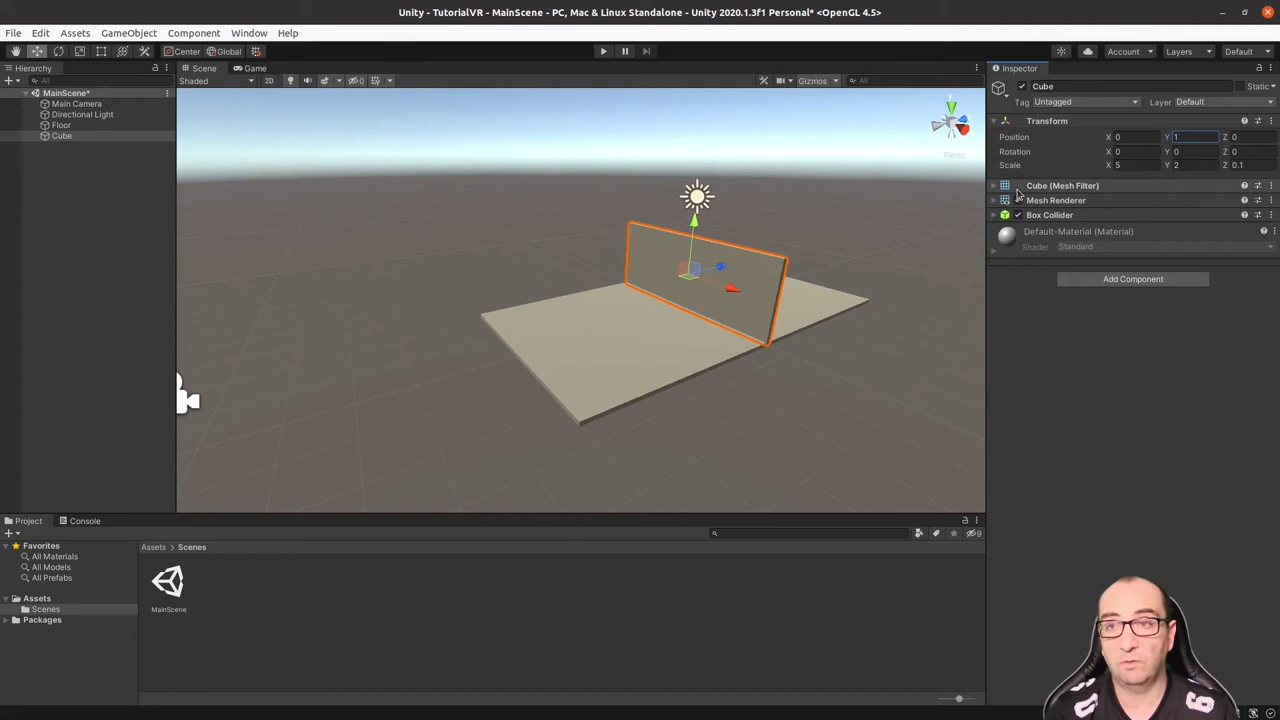 Unity - TutorialVR - MainScene - PC, Mac & Linux Standalone - Unity 2020.1.3f1 Personal* <OpenGL 4.5>
File Edit Assets GameObject Component Window Help
Center Global Account Layers Default
Hierarchy
All
MainScene*
Main Camera
Directional Light
Floor
Cube
Scene Game
Shaded 2D 0 Gizmos All
y
Persp
Inspector
Cube Static
Tag Untagged Layer Default
Transform
Position X 0 Y 1 Z 0
Rotation X 0 Y 0 Z 0
Scale X 5 Y 2 Z 0.1
Cube (Mesh Filter)
Mesh Renderer
Box Collider
Default-Material (Material)
Shader Standard
Add Component
Project Console
9
Favorites
All Materials
All Models
All Prefabs
Assets
Scenes
Packages
Assets > Scenes
MainScene